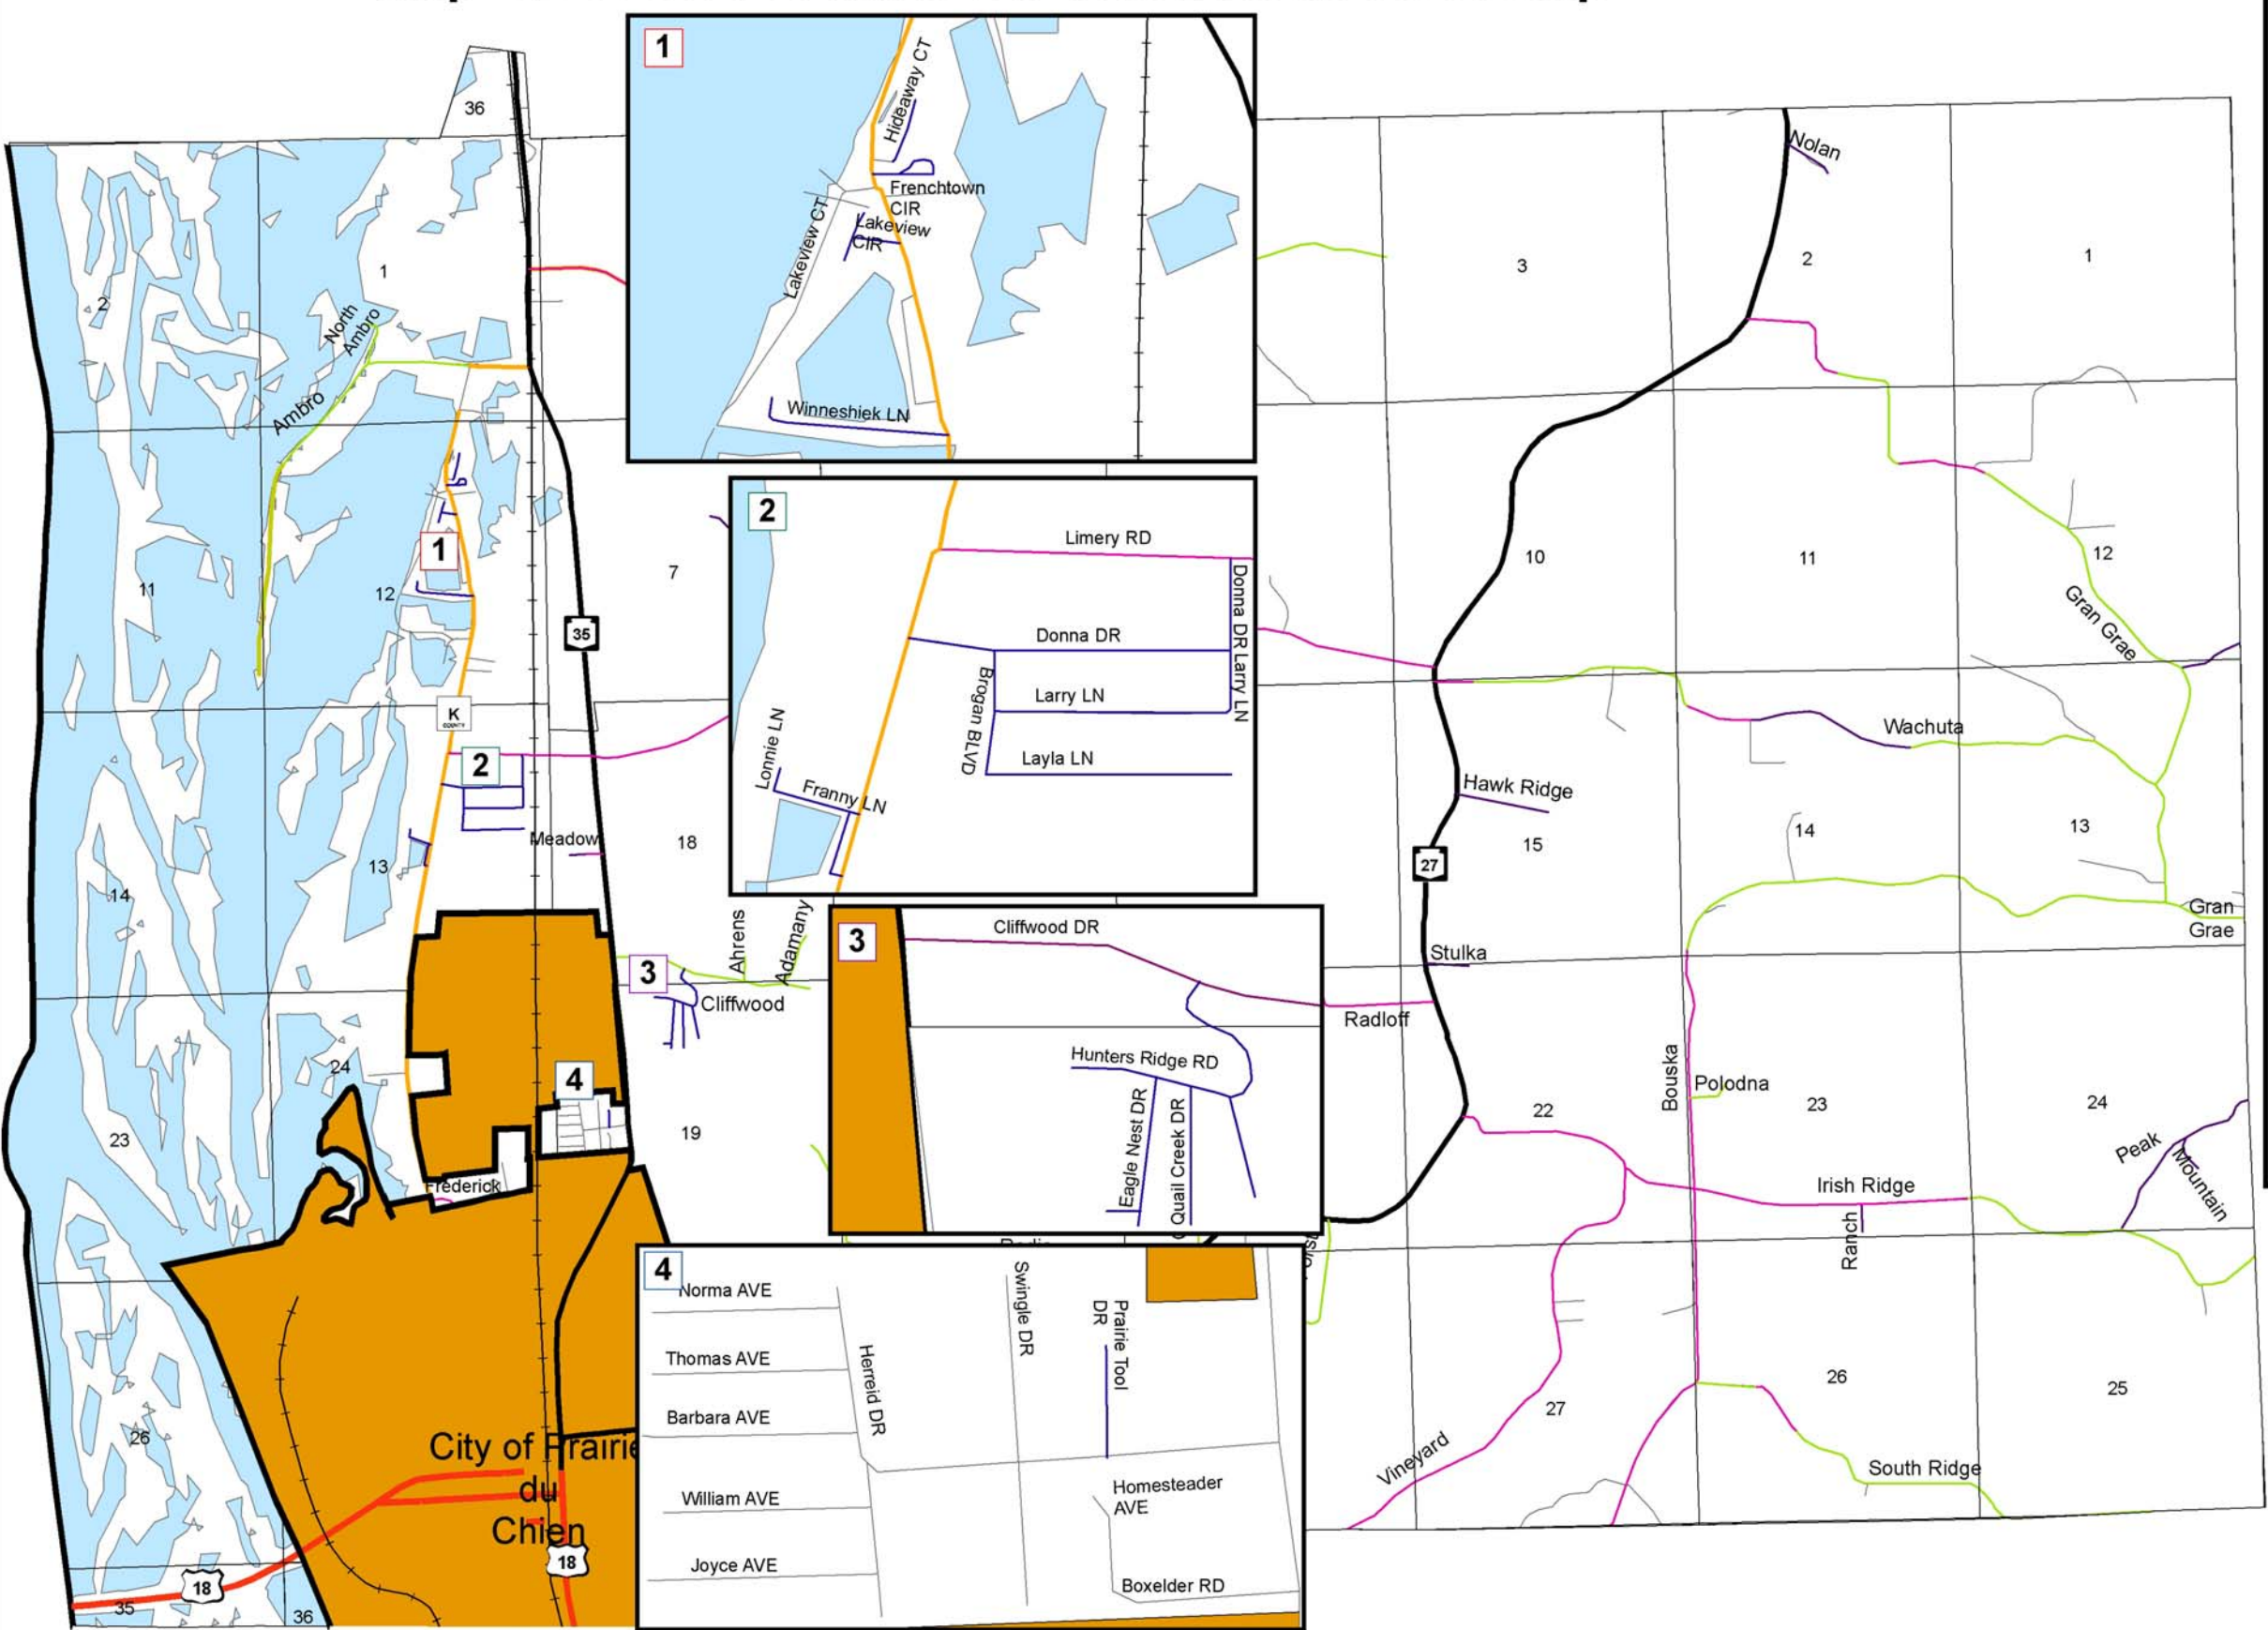 36
1
2
North
Ambro
Ambro
11
12
1
35
7
K
COUNTY
2
Meadow
18
13
14
Ahrens
Adamany
3
Cliffwood
24
4
23
19
Frederick
City of Prairie
du
Chien
26
18
18
35
36
1
Hideaway CT
Frenchtown
CIR
Lakeview
CIR
Lakeview CT
Winneshiek LN
2
Limery RD
Donna DR
Donna DR
Larry LN
Larry LN
Brogan BLVD
Layla LN
Lonnie LN
Franny LN
3
Cliffwood DR
Hunters Ridge RD
Eagle Nest DR
Quail Creek DR
4
Norma AVE
Thomas AVE
Barbara AVE
William AVE
Joyce AVE
Herreid DR
Swingle DR
Prairie Tool
DR
Homesteader
AVE
Boxelder RD
Nolan
3
2
1
10
11
12
Gran Grae
Wachuta
Hawk Ridge
15
14
13
27
Gran
Grae
Stulka
Radloff
Bouska
Polodna
22
23
24
Peak
Mountain
Irish Ridge
Ranch
26
25
27
Vineyard
South Ridge